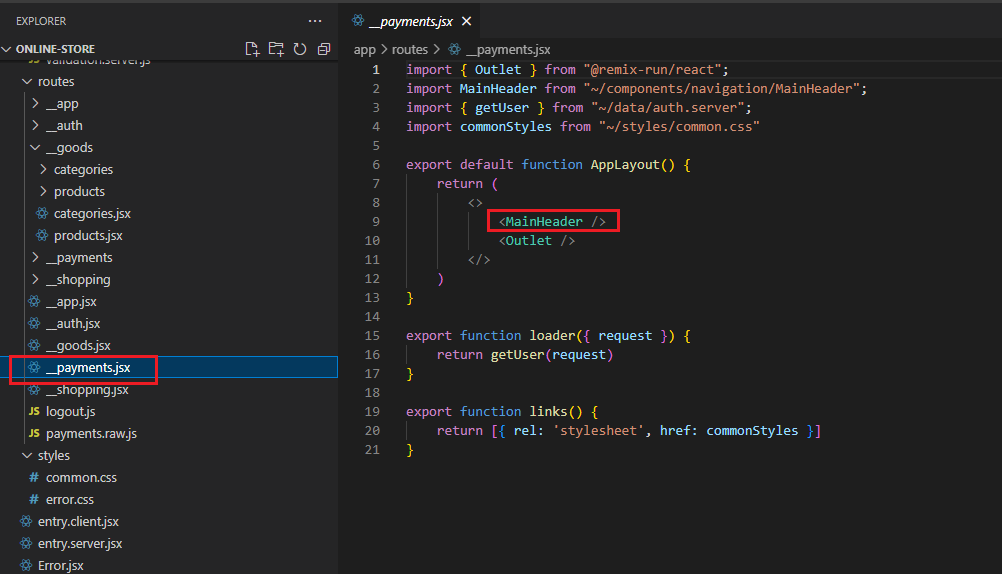 EXPLORER
ONLINE-STORE
validation.server.js
routes
__app
__auth
__goods
categories
products
categories.jsx
products.jsx
__payments
__shopping
__app.jsx
__auth.jsx
__goods.jsx
__payments.jsx
__shopping.jsx
JS logout.js
JS payments.raw.js
styles
# common.css
# error.css
entry.client.jsx
entry.server.jsx
Error.jsx
__payments.jsx
app > routes > __payments.jsx
1 import { Outlet } from "@remix-run/react";
2 import MainHeader from "~/components/navigation/MainHeader";
3 import { getUser } from "~/data/auth.server";
4 import commonStyles from "~/styles/common.css"
5
6 export default function AppLayout() {
7 return (
8 <>
9 <MainHeader />
10 <Outlet />
11 </>
12 )
13 }
14
15 export function loader({ request }) {
16 return getUser(request)
17 }
18
19 export function links() {
20 return [{ rel: 'stylesheet', href: commonStyles }]
21 }